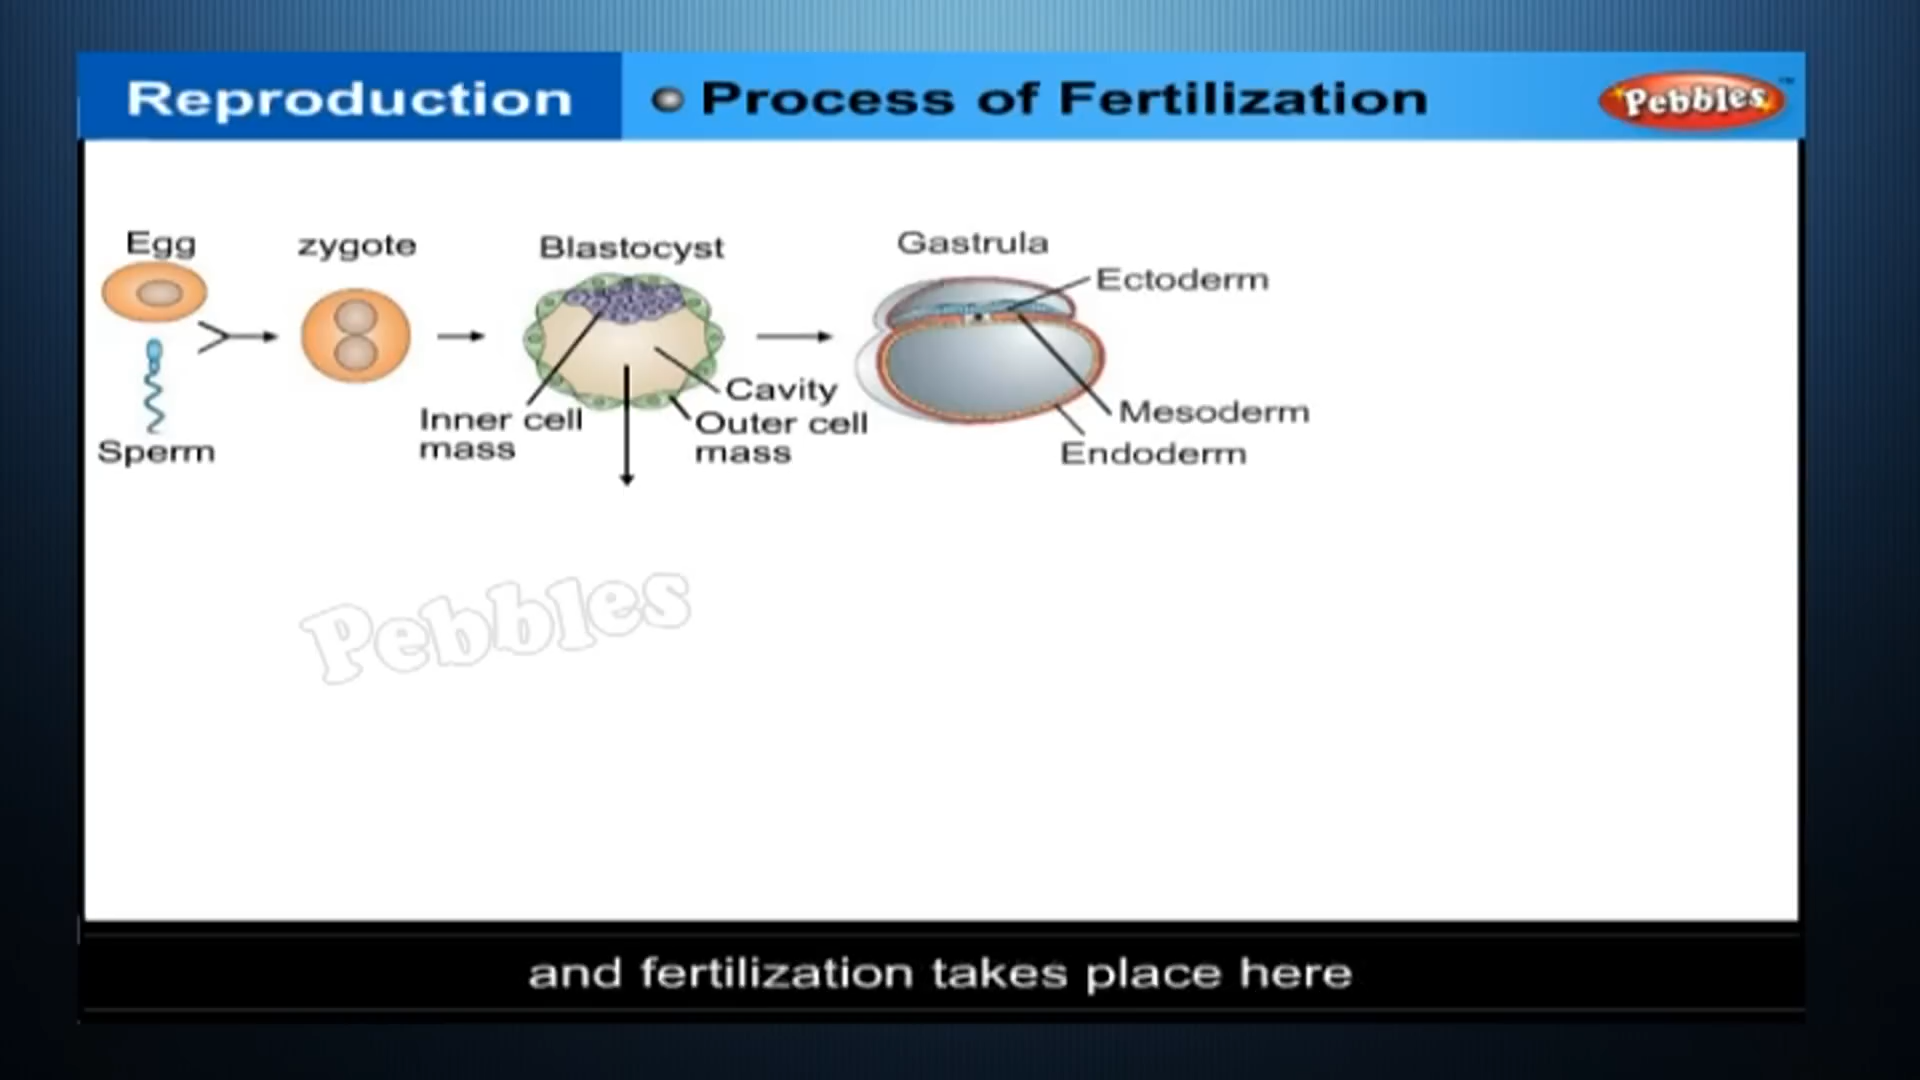 Reproduction
Process of Fertilization
Pebbles™
Egg
zygote
Blastocyst
Gastrula
Ectoderm
Cavity
Inner cell
mass
Outer cell
mass
Mesoderm
Endoderm
Sperm
Pebbles
and fertilization takes place here